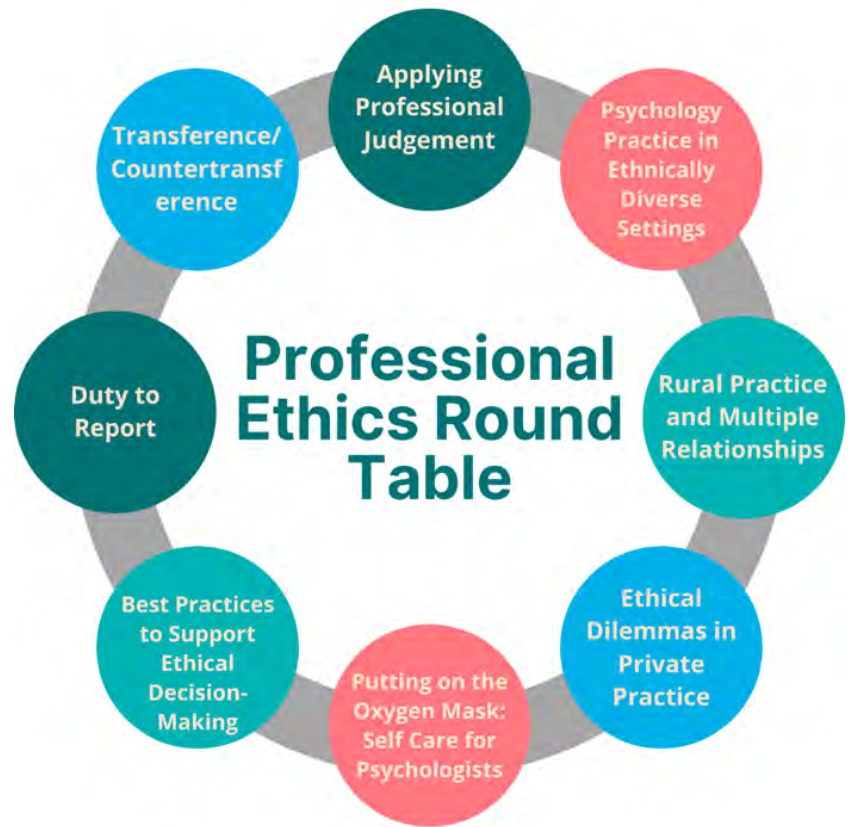 Applying
Professional
Judgement
Psychology
Practice in
Ethnically
Diverse
Settings
Rural Practice
and Multiple
Relationships
Ethical
Dilemmas in
Private
Practice
Putting on the
Oxygen Mask:
Self Care for
Psychologists
Best Practices
to Support
Ethical
Decision-
Making
Duty to
Report
Transference/
Countertransf
erence
Professional
Ethics Round
Table